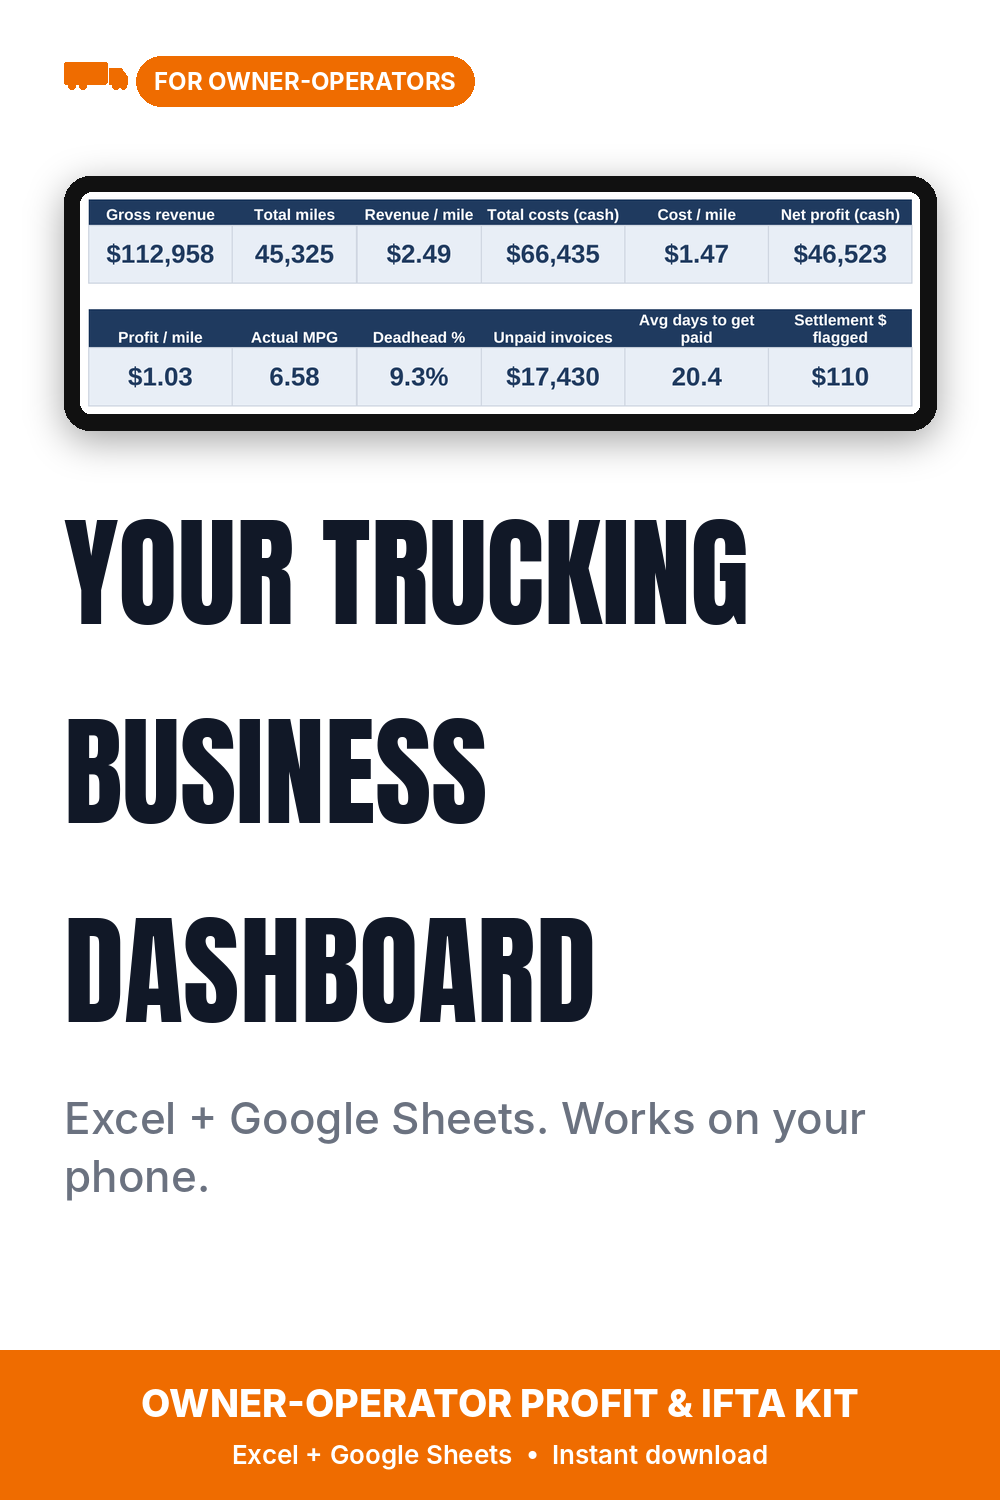 FOR OWNER-OPERATORS
Gross revenue Total miles Revenue / mile Total costs (cash) Cost / mile Net profit (cash)
$112,958 45,325 $2.49 $66,435 $1.47 $46,523
Profit / mile Actual MPG Deadhead % Unpaid invoices Avg days to get paid Settlement $ flagged
$1.03 6.58 9.3% $17,430 20.4 $110
YOUR TRUCKING
BUSINESS
DASHBOARD
Excel + Google Sheets. Works on your
phone.
OWNER-OPERATOR PROFIT & IFTA KIT
Excel + Google Sheets • Instant download